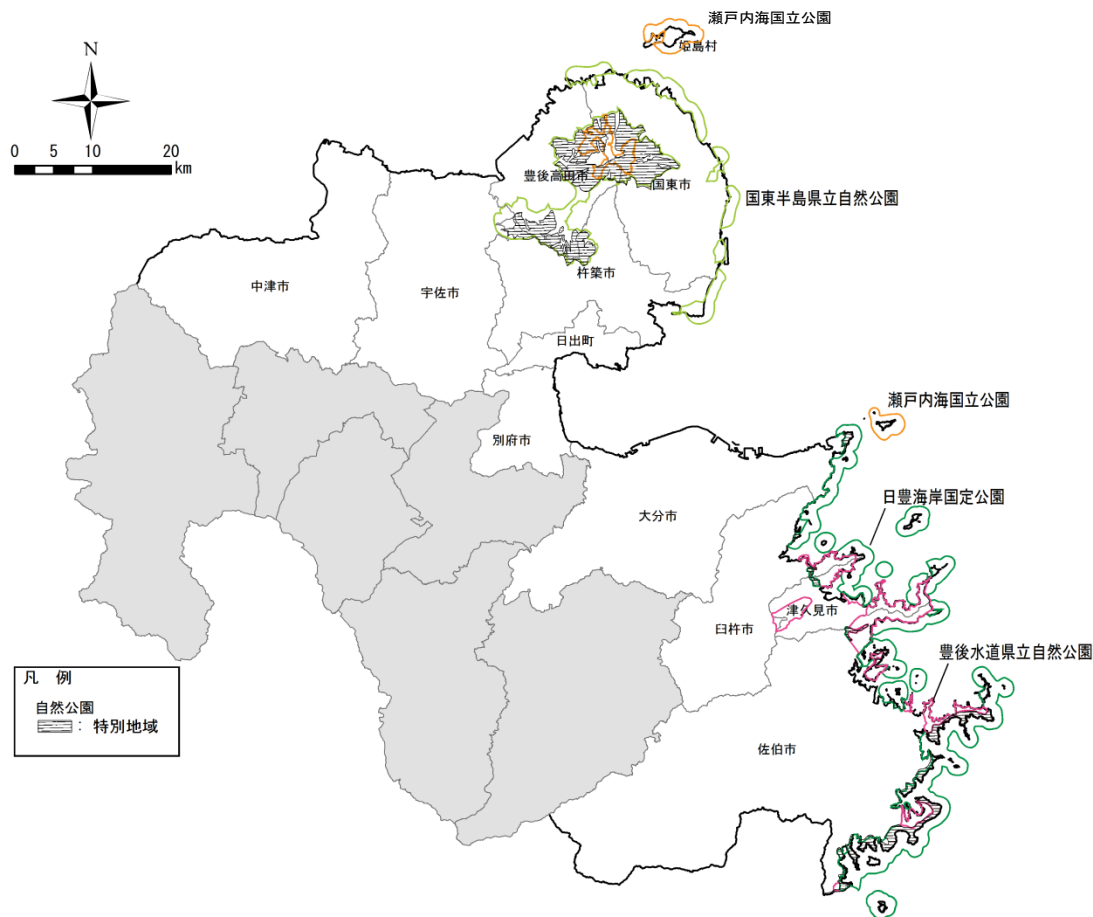 瀬戸内海国立公園
姫島村
N
0 5 10 20
km
豊後高田市
国東市
国東半島県立自然公園
杵築市
中津市
宇佐市
日出町
別府市
瀬戸内海国立公園
大分市
日豊海岸国定公園
津久見市
臼杵市
豊後水道県立自然公園
佐伯市
凡 例
自然公園
: 特別地域